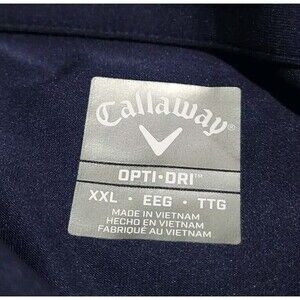 Callaway®
OPTI•DRI™
XXL • EEG • TTG
MADE IN VIETNAM
HECHO EN VIETNAM
FABRIQUÉ AU VIETNAM